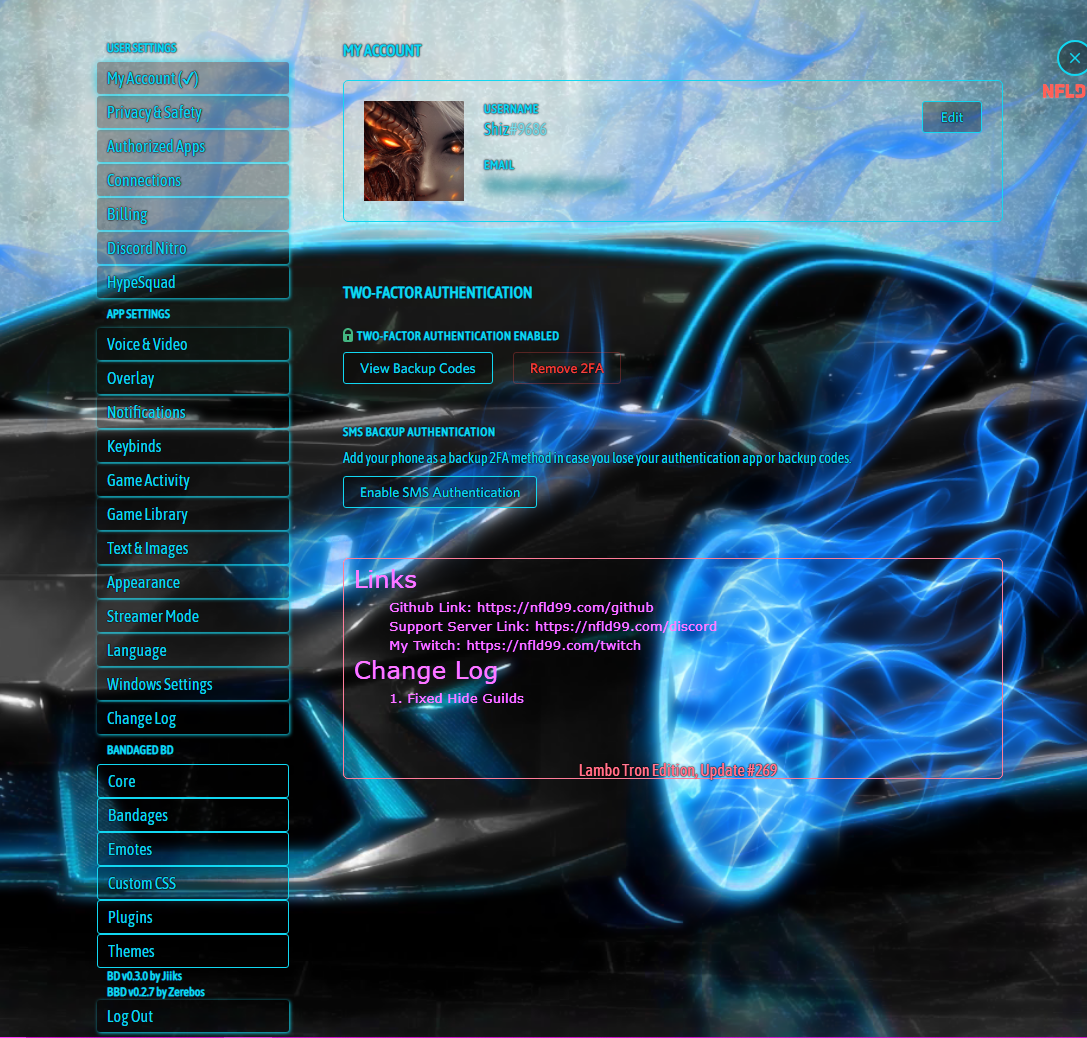 USER SETTINGS
My Account (✓)
Privacy & Safety
Authorized Apps
Connections
Billing
Discord Nitro
HypeSquad
APP SETTINGS
Voice & Video
Overlay
Notifications
Keybinds
Game Activity
Game Library
Text & Images
Appearance
Streamer Mode
Language
Windows Settings
Change Log
BANDAGED BD
Core
Bandages
Emotes
Custom CSS
Plugins
Themes
BD v0.3.0 by Jiiks
BBD v0.2.7 by Zerebos
Log Out
MY ACCOUNT
NFLD
USERNAME
Shiz#9686
Edit
EMAIL
TWO-FACTOR AUTHENTICATION
TWO-FACTOR AUTHENTICATION ENABLED
View Backup Codes
Remove 2FA
SMS BACKUP AUTHENTICATION
Add your phone as a backup 2FA method in case you lose your authentication app or backup codes.
Enable SMS Authentication
Links
Github Link: https://nfld99.com/github
Support Server Link: https://nfld99.com/discord
My Twitch: https://nfld99.com/twitch
Change Log
1. Fixed Hide Guilds
Lambo Tron Edition, Update #269